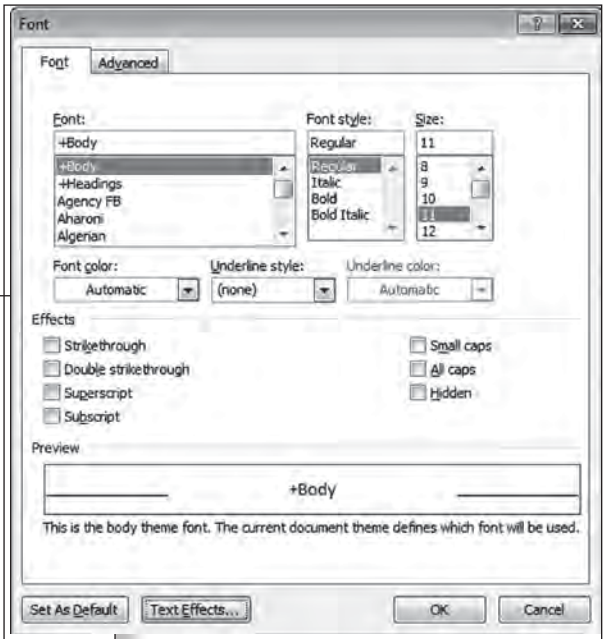 Font
Font Advanced
Font: Font style: Size:
+Body Regular 11
+Body Regular 8
+Headings Italic 9
Agency FB Bold 10
Aharoni Bold Italic 11
Algerian 12
Font color: Underline style: Underline color:
Automatic (none) Automatic
Effects
Strikethrough Small caps
Double strikethrough All caps
Superscript Hidden
Subscript
Preview
+Body
This is the body theme font. The current document theme defines which font will be used.
Set As Default Text Effects... OK Cancel